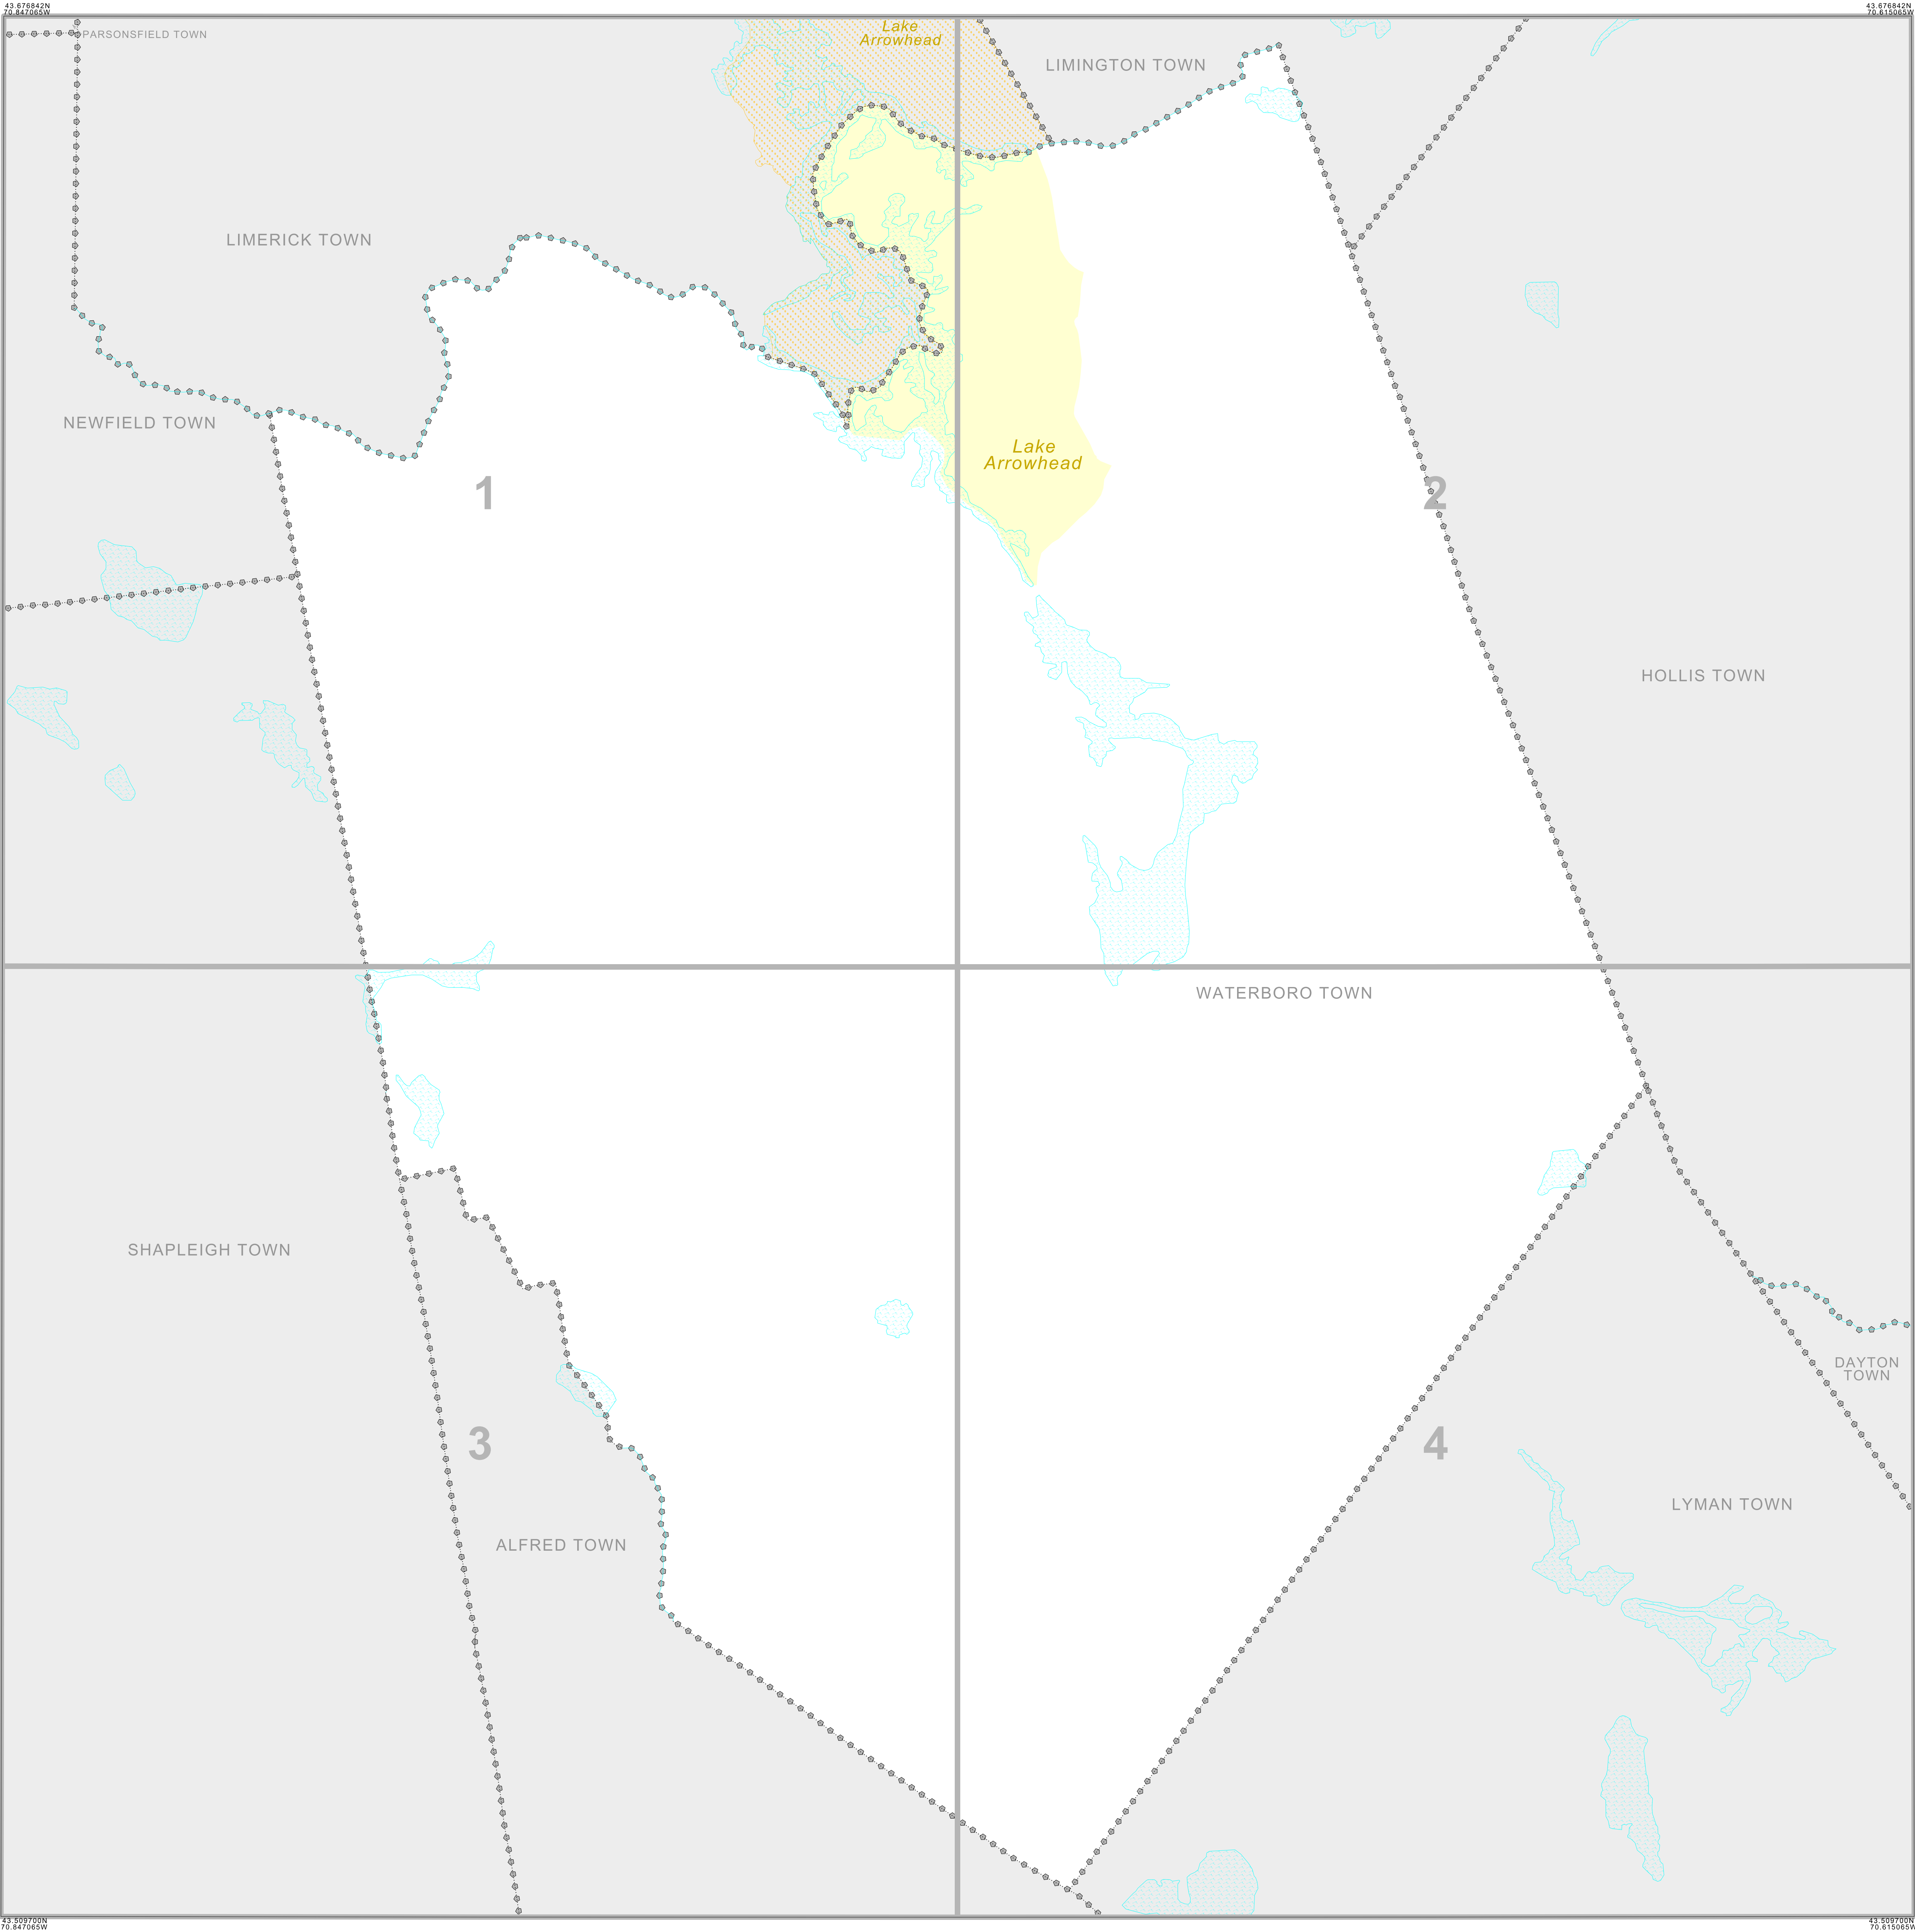 43.676842N
70.847065W
43.676842N
70.615065W
PARSONSFIELD TOWN
Lake
Arrowhead
LIMINGTON TOWN
LIMERICK TOWN
NEWFIELD TOWN
Lake
Arrowhead
1
2
HOLLIS TOWN
WATERBORO TOWN
SHAPLEIGH TOWN
DAYTON
TOWN
3
4
LYMAN TOWN
ALFRED TOWN
43.509700N
70.847065W
43.509700N
70.615065W